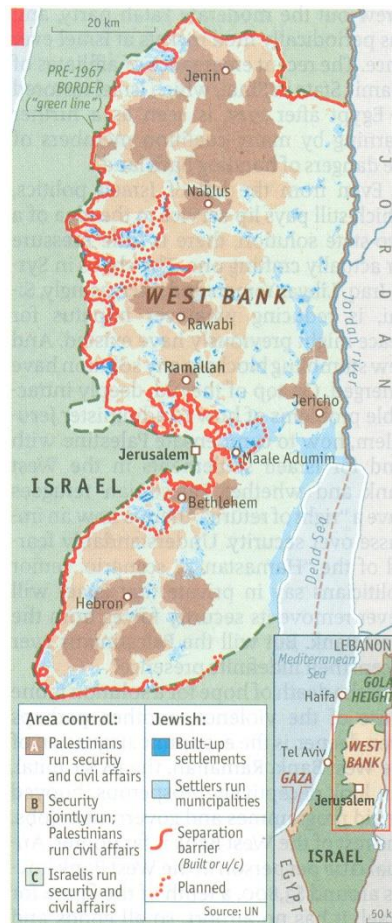 20 km
PRE-1967
BORDER
("green line")
Jenin
Nablus
WEST BANK
Rawabi
Ramallah
Jericho
Jerusalem
Maale Adumim
ISRAEL
Bethlehem
Hebron
JORDAN
Jordan river
Dead Sea
Area control:
A Palestinians
run security
and civil affairs
B Security
jointly run;
Palestinians
run civil affairs
C Israelis run
security and
civil affairs
Jewish:
Built-up
settlements
Settlers run
municipalities
Separation
barrier
(Built or u/c)
Planned
Source: UN
Mediterranean
Sea
LEBANON
GOLA
HEIGHT
Haifa
Tel Aviv
WEST
BANK
GAZA
Jerusalem
ISRAEL
EGYPT